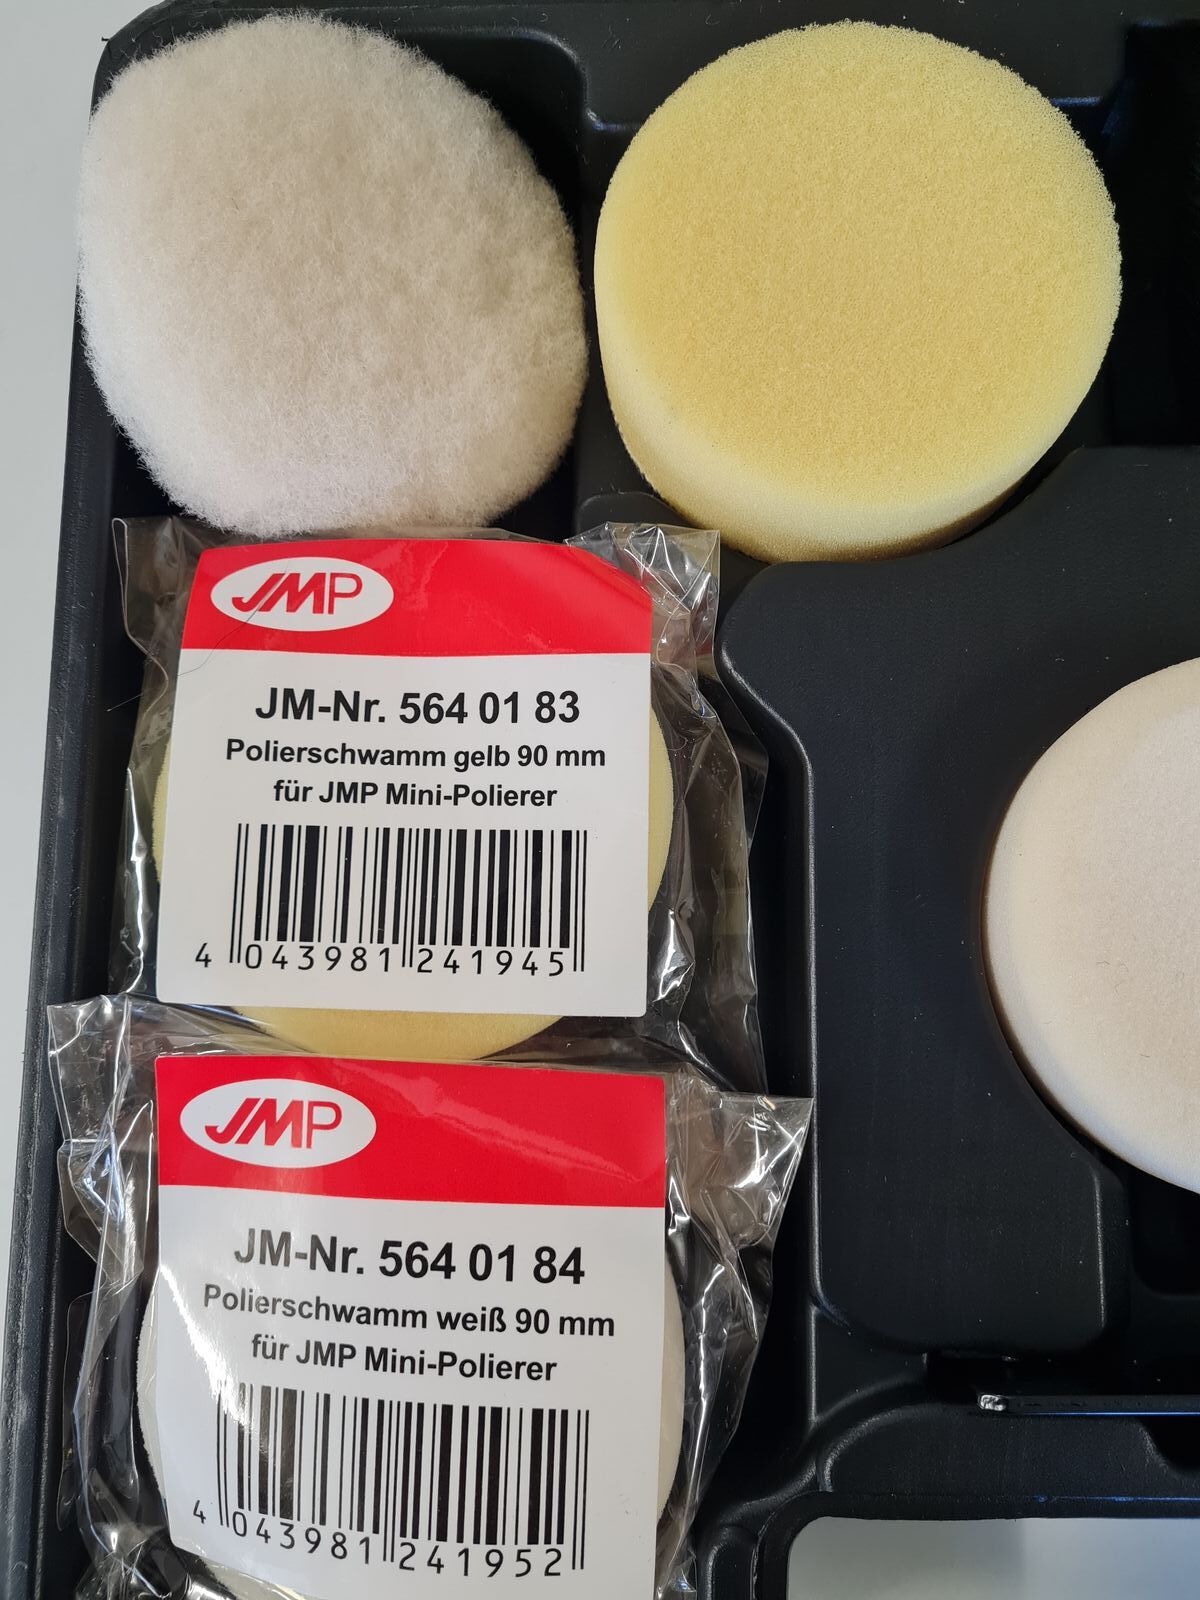 JMP
JM-Nr. 564 01 83
Polierschwamm gelb 90 mm
für JMP Mini-Polierer
4 043981 241945
JMP
JM-Nr. 564 01 84
Polierschwamm weiß 90 mm
für JMP Mini-Polierer
4 043981 241952